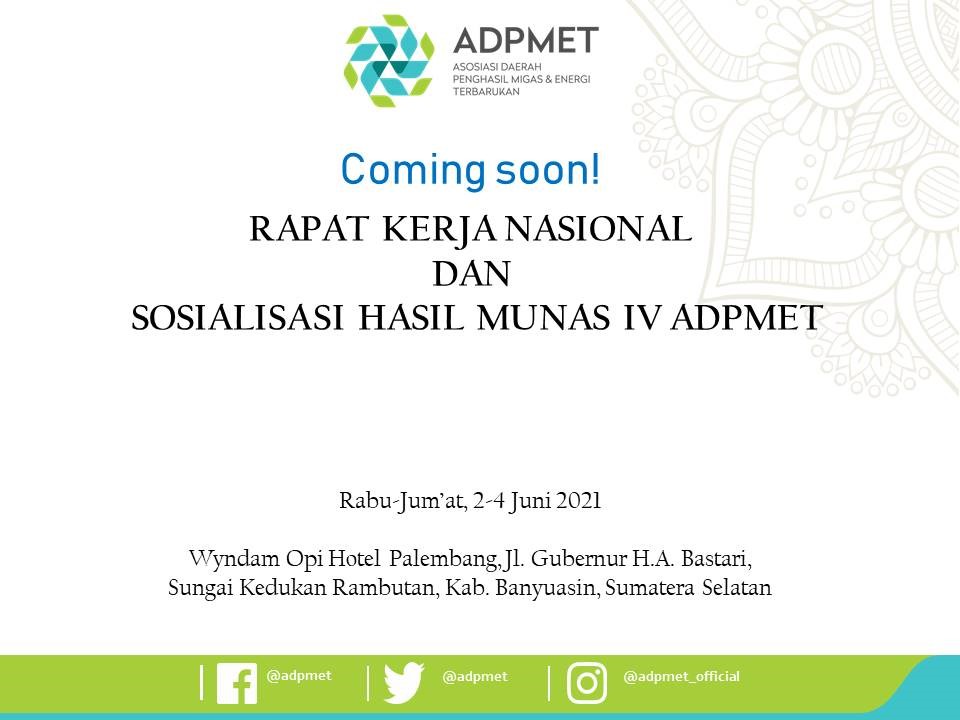 ADPMET
ASOSIASI DAERAH
PENGHASIL MIGAS & ENERGI
TERBARUKAN
Coming soon!
RAPAT KERJA NASIONAL
DAN
SOSIALISASI HASIL MUNAS IV ADPMET
Rabu-Jum'at, 2-4 Juni 2021
Wyndam Opi Hotel Palembang, Jl. Gubernur H.A. Bastari,
Sungai Kedukan Rambutan, Kab. Banyuasin, Sumatera Selatan
@adpmet
@adpmet
@adpmet_official